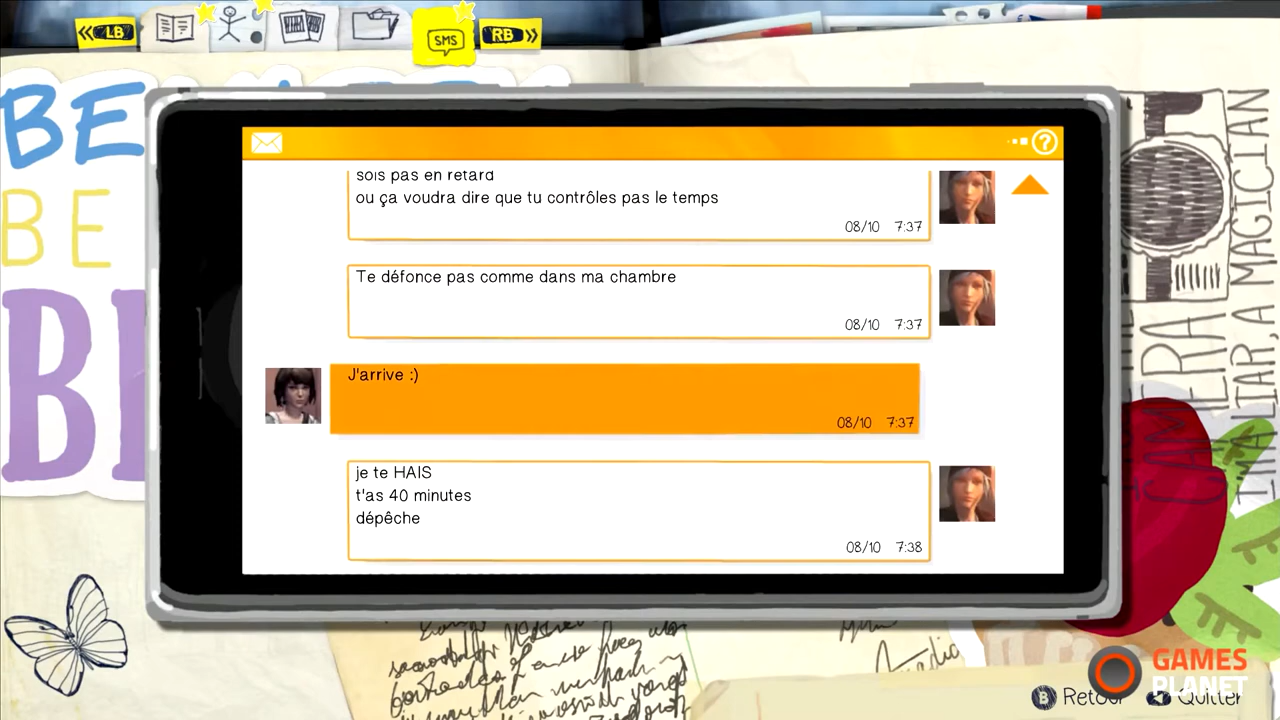 LB
SMS
RB
sois pas en retard
ou ça voudra dire que tu contrôles pas le temps
08/10 7:37
Te défonce pas comme dans ma chambre
08/10 7:37
J'arrive :)
08/10 7:37
je te HAIS
t'as 40 minutes
dépêche
08/10 7:38
BE
BE
A MAGICIAN
GAMES
PLANET
B Retour
Quitter